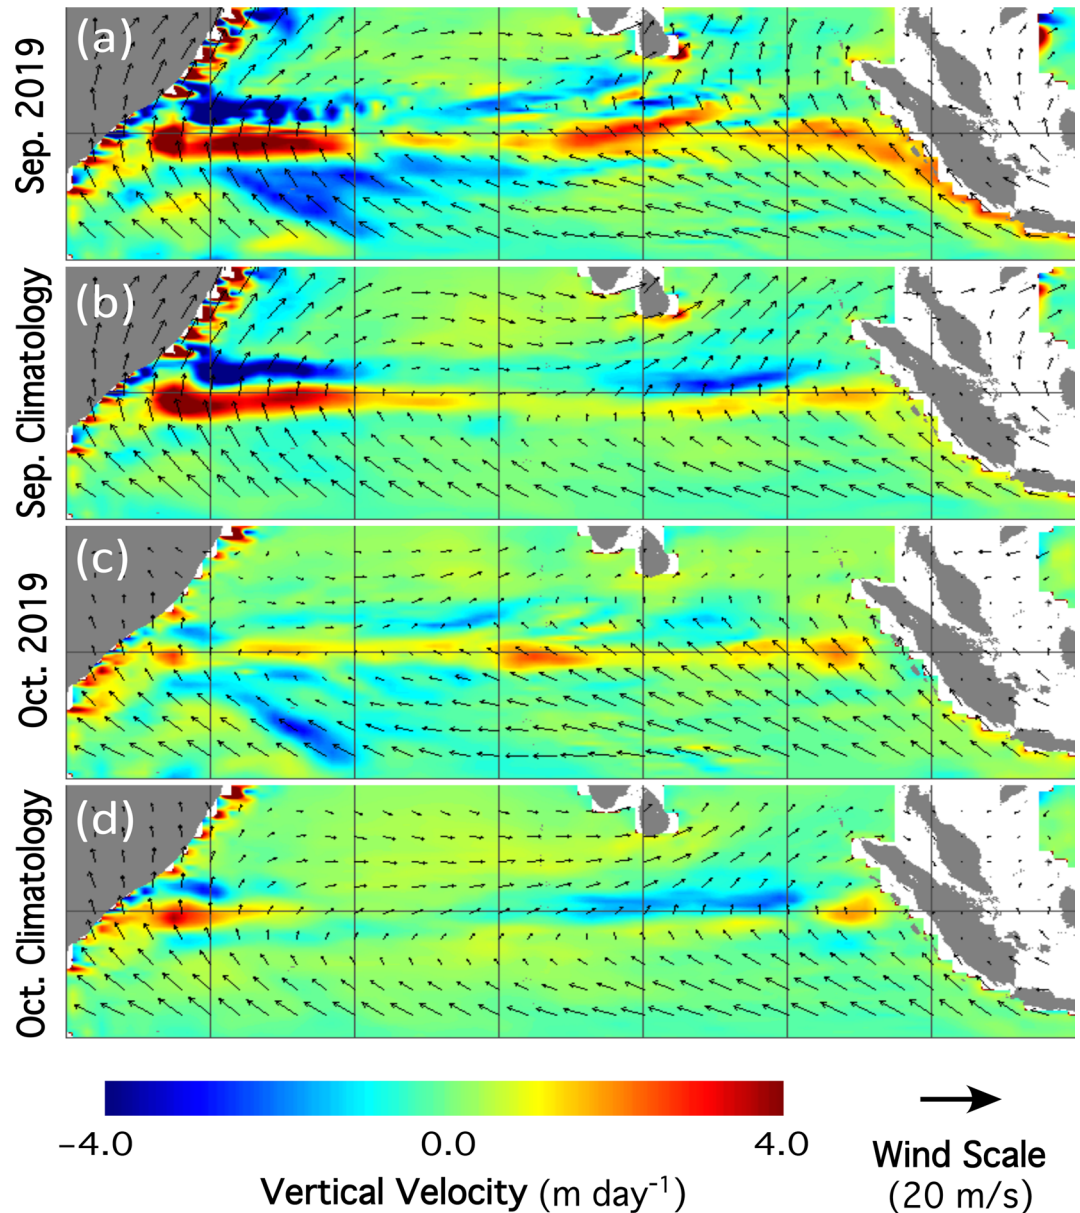 (a)
Sep. 2019
(b)
Sep. Climatology
(c)
Oct. 2019
(d)
Oct. Climatology
−4.0 0.0 4.0
Vertical Velocity (m day⁻¹)
Wind Scale
(20 m/s)